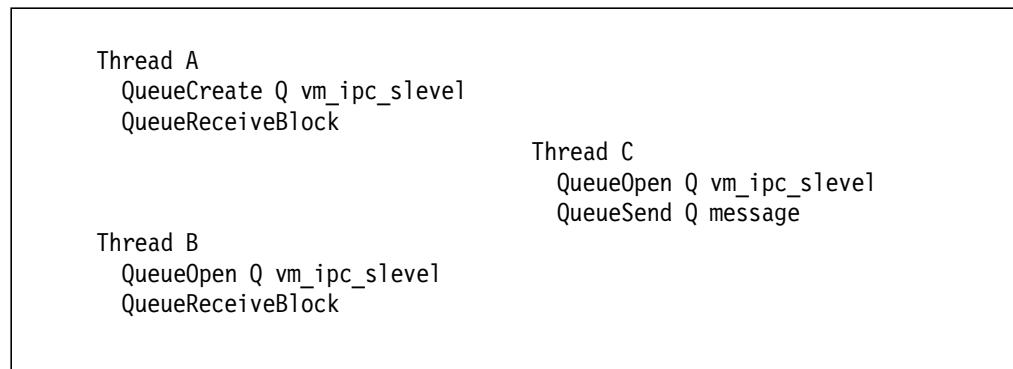 Thread A
QueueCreate Q vm_ipc_slevel
QueueReceiveBlock
Thread C
QueueOpen Q vm_ipc_slevel
QueueSend Q message
Thread B
QueueOpen Q vm_ipc_slevel
QueueReceiveBlock